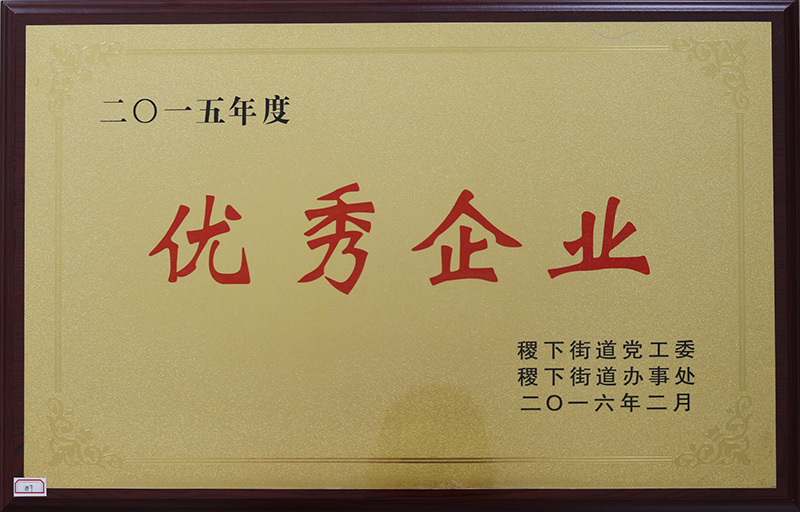 二〇一五年度
优秀企业
稷下街道党工委
稷下街道办事处
二〇一六年二月